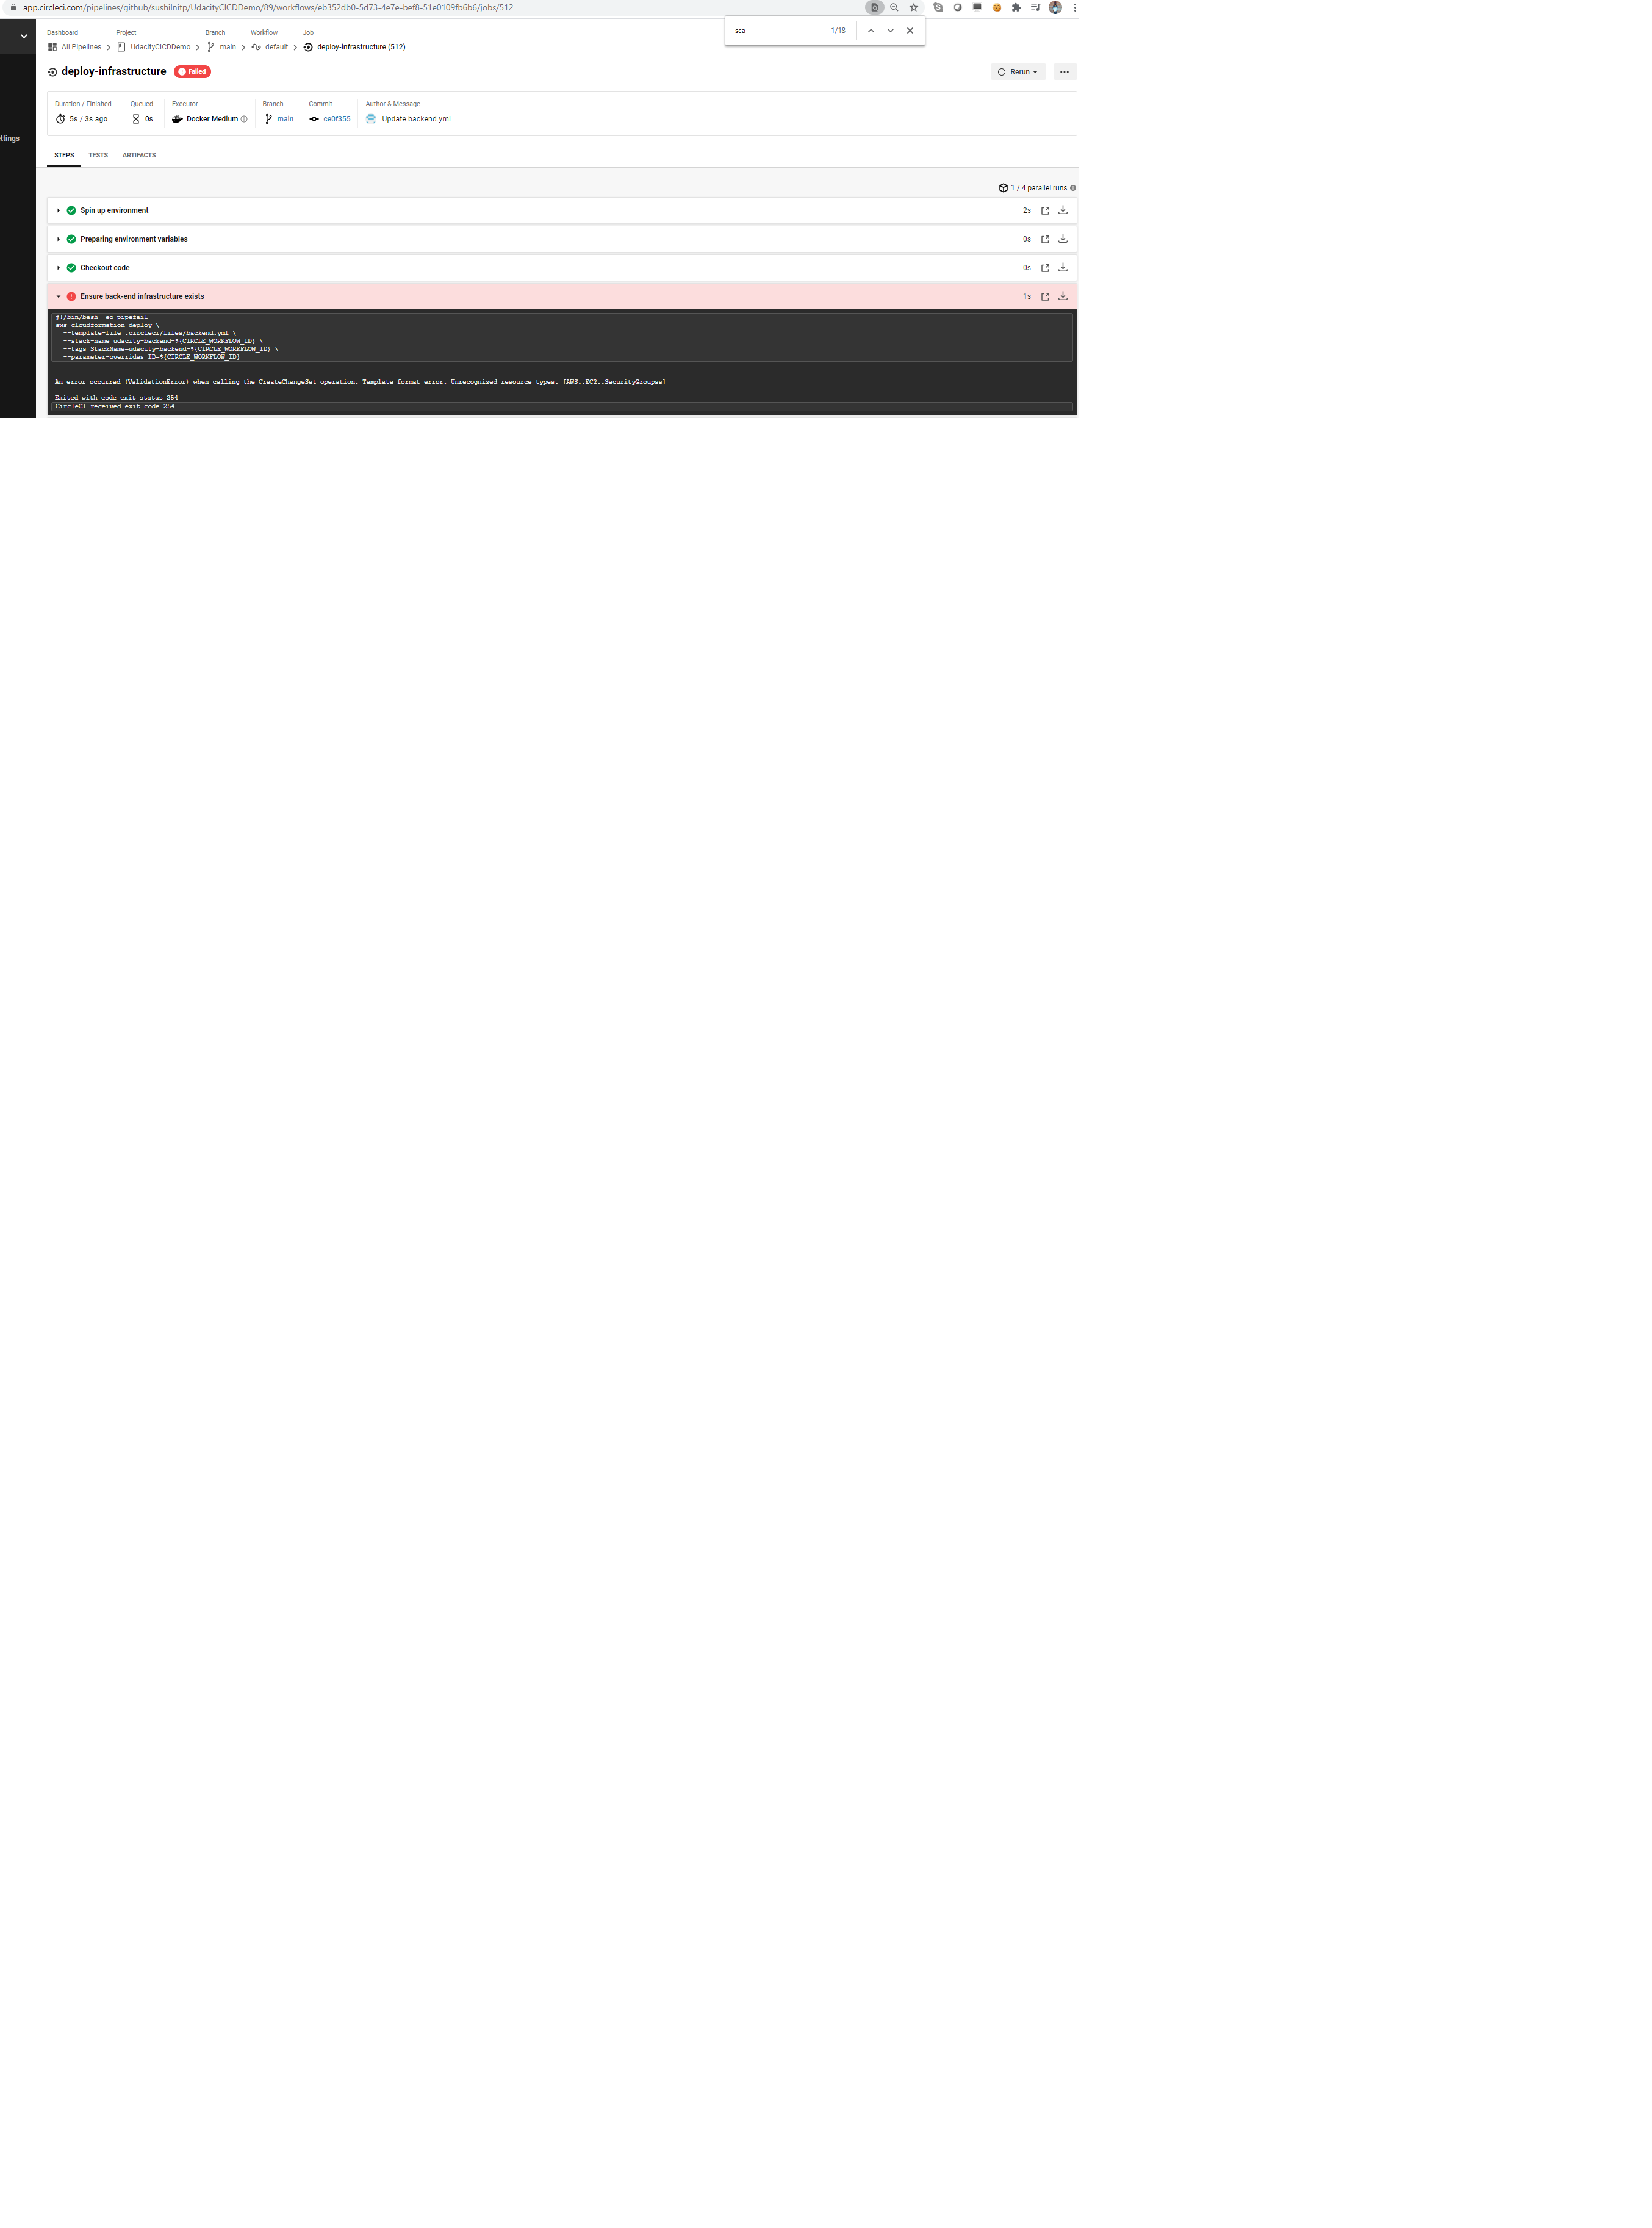 app.circleci.com/pipelines/github/sushilnitp/UdacityCICDDemo/89/workflows/eb352db0-5d73-4e7e-bef8-51e0109fb6b6/jobs/512
sca 1/18
Dashboard Project Branch Workflow Job
All Pipelines UdacityCICDDemo main default deploy-infrastructure (512)
deploy-infrastructure Failed Rerun
Duration / Finished Queued Executor Branch Commit Author & Message
5s / 3s ago 0s Docker Medium main ce0f355 Update backend.yml
ttings
STEPS TESTS ARTIFACTS
1 / 4 parallel runs
Spin up environment 2s
Preparing environment variables 0s
Checkout code 0s
Ensure back-end infrastructure exists 1s
#!/bin/bash -eo pipefail
aws cloudformation deploy \
--template-file .circleci/files/backend.yml \
--stack-name udacity-backend-${CIRCLE_WORKFLOW_ID} \
--tags StackName=udacity-backend-${CIRCLE_WORKFLOW_ID} \
--parameter-overrides ID=${CIRCLE_WORKFLOW_ID}
An error occurred (ValidationError) when calling the CreateChangeSet operation: Template format error: Unrecognized resource types: [AWS::EC2::SecurityGroupss]
Exited with code exit status 254
CircleCI received exit code 254